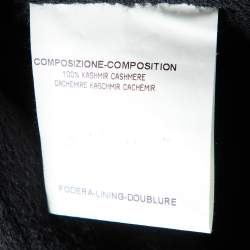 COMPOSIZIONE-COMPOSITION
100% KASHMIR CASHMERE
CACHEMIRE KASCHMIR CACHEMIR
FODERA-LINING-DOUBLURE